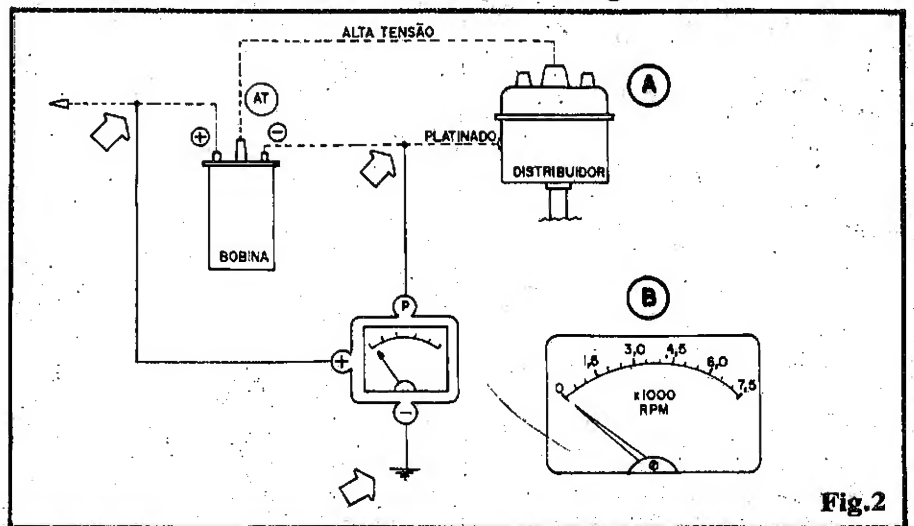 ALTA TENSÃO
A
AT
⊕
⊖
PLATINADO
DISTRIBUIDOR
BOBINA
P
+
−
B
0 1,5 3,0 4,5 6,0 7,5
x1000
RPM
Fig.2